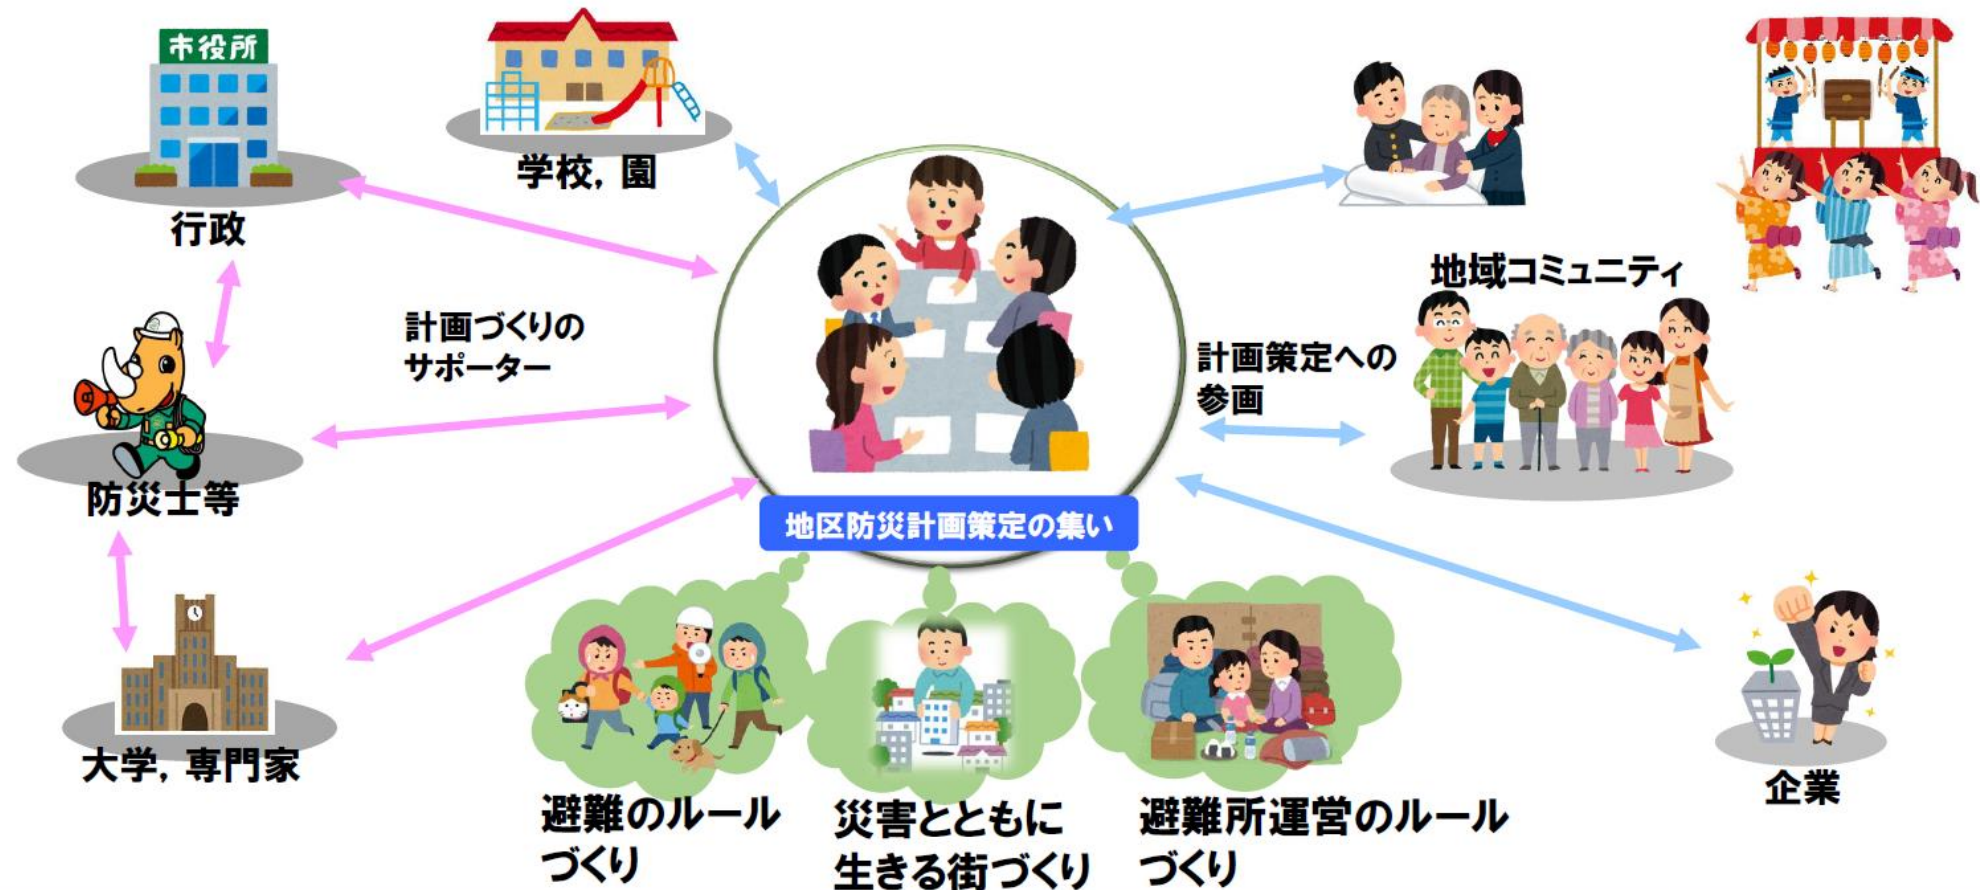 市役所
行政
学校, 園
地域コミュニティ
計画づくりの
サポーター
計画策定への
参画
防災士等
地区防災計画策定の集い
大学, 専門家
企業
避難のルール
づくり
災害とともに
生きる街づくり
避難所運営のルール
づくり